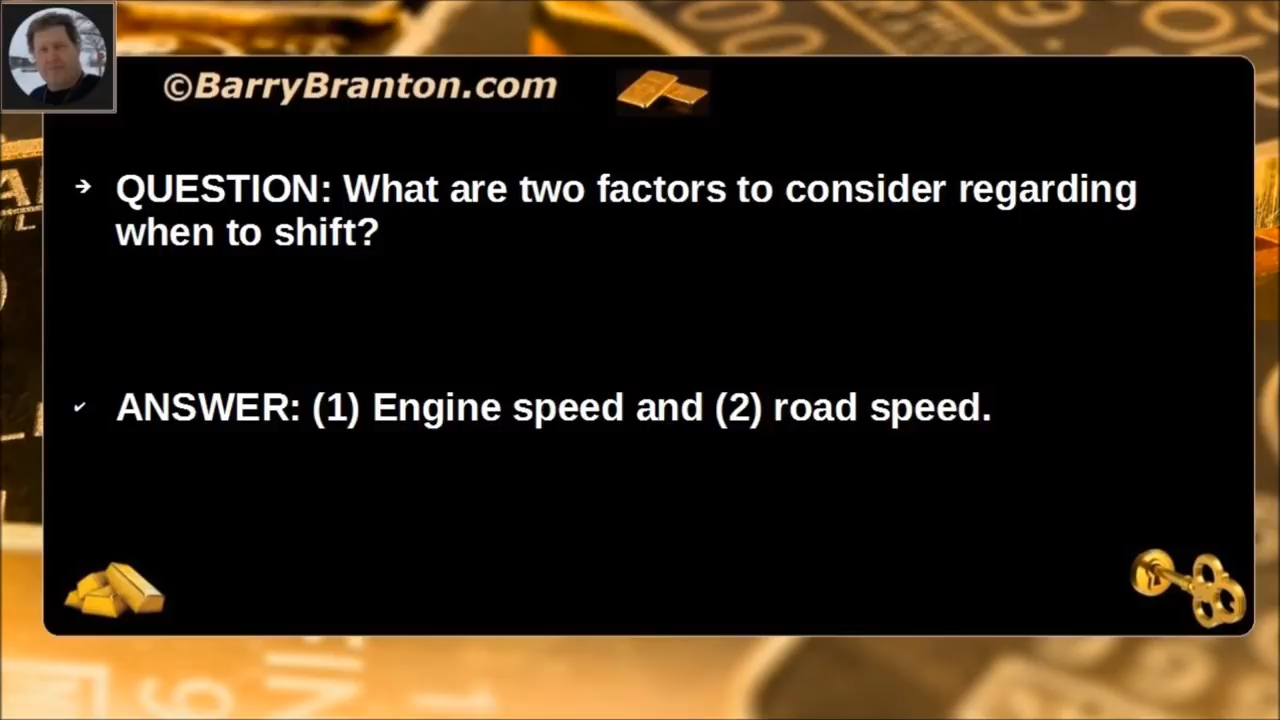 ©BarryBranton.com
➔ QUESTION: What are two factors to consider regarding
when to shift?
✔ ANSWER: (1) Engine speed and (2) road speed.